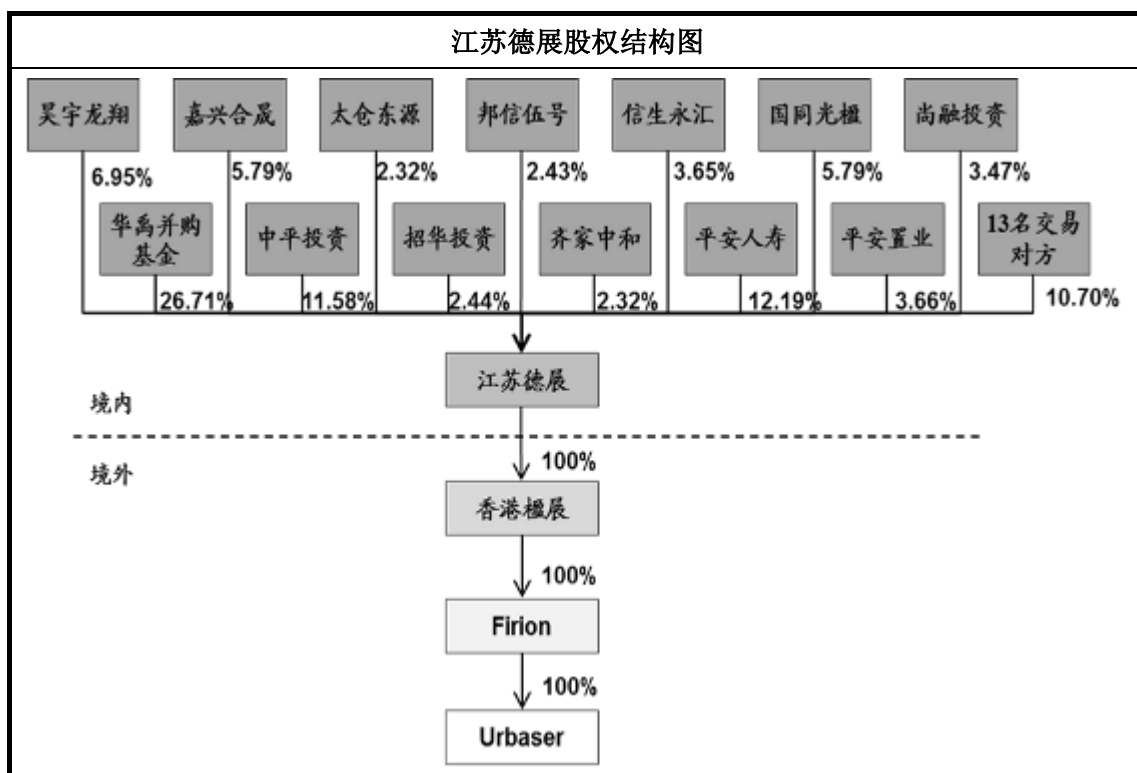 江苏德展股权结构图
昊宇龙翔
嘉兴合晟
太仓东源
邦信伍号
信生永汇
国同光楹
尚融投资
6.95%
5.79%
2.32%
2.43%
3.65%
5.79%
3.47%
华禹并购
基金
中平投资
招华投资
齐家中和
平安人寿
平安置业
13名交易
对方
26.71%
11.58%
2.44%
2.32%
12.19%
3.66%
10.70%
江苏德展
境内
境外
100%
香港楹展
100%
Firion
100%
Urbaser